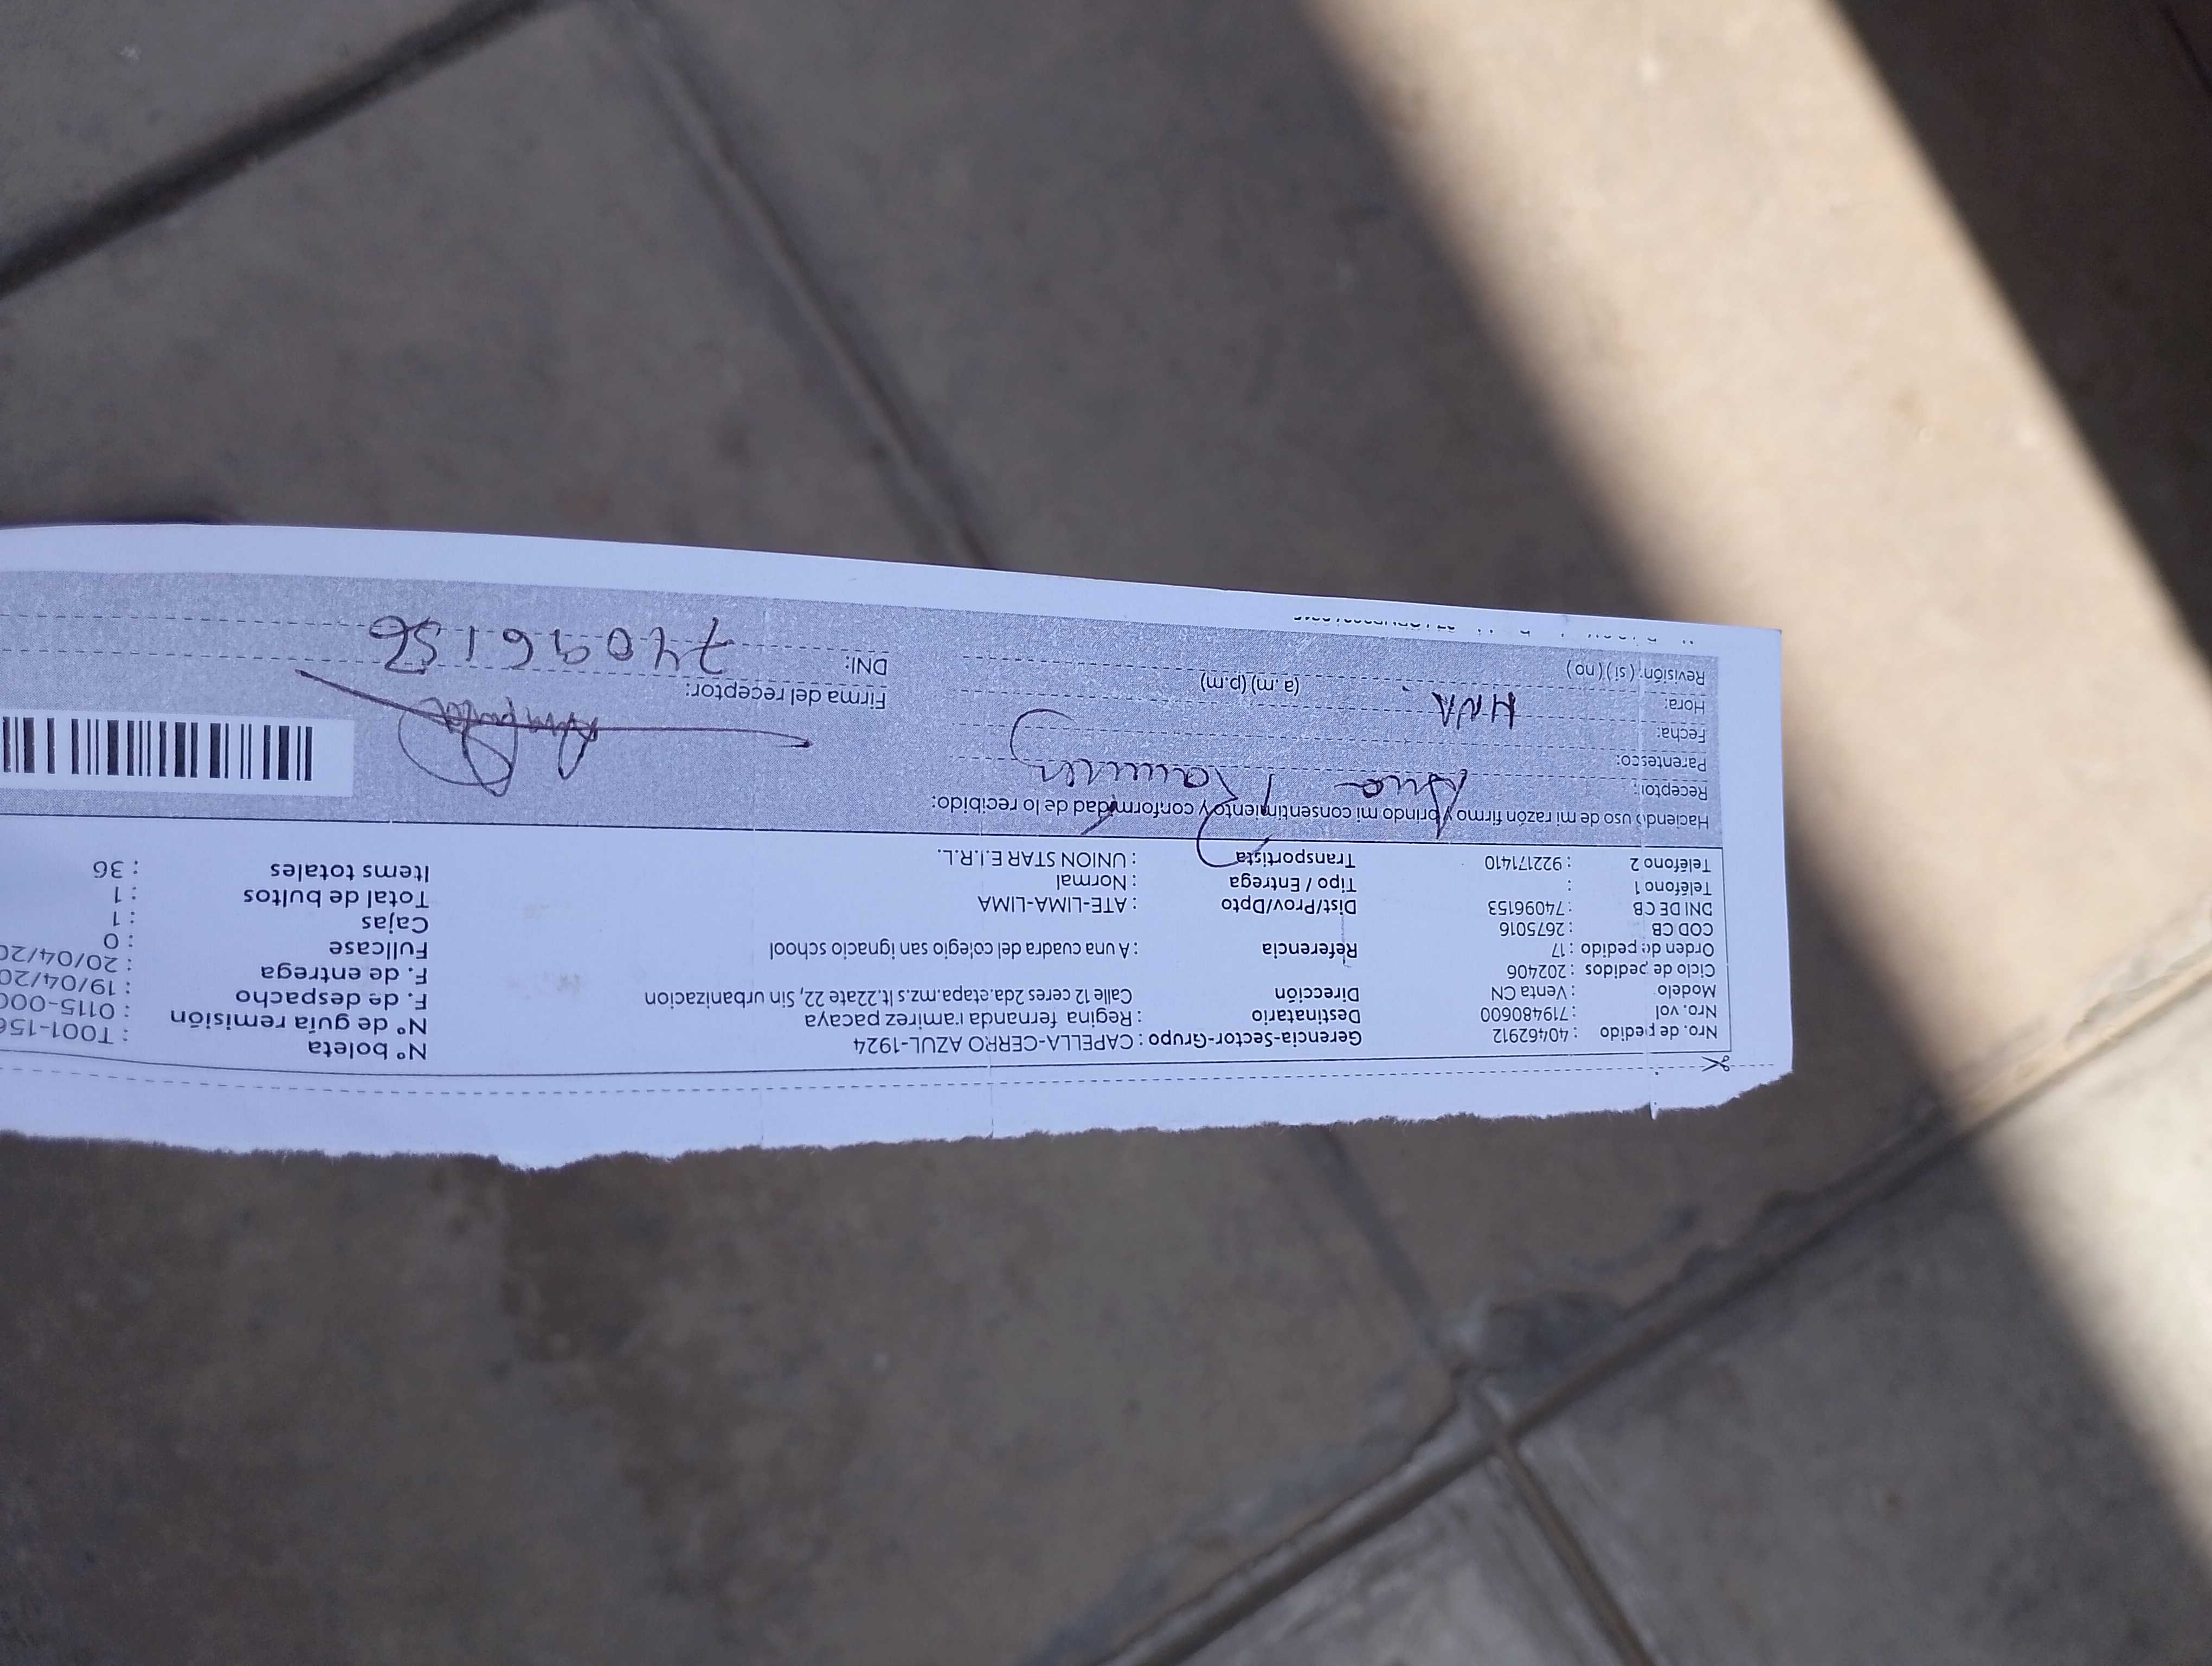 Nro. de pedido : 40462912 Gerencia-Sector-Grupo : CAPELLA-CERRO AZUL-1924 N° boleta : T001-156
Nro. vol : 719480600 Destinatario : Regina fernanda ramirez pacaya N° de guía remisión : 0115-000
Modelo : Venta CN Dirección Calle 12 ceres 2da.etapa.mz.s lt.22ate 22, Sin urbanizacion F. de despacho : 19/04/20
Ciclo de pedidos : 202406 F. de entrega : 20/04/20
Orden de pedido : 17 Referencia : A una cuadra del colegio san ignacio school Fullcase : 0
COD CB : 2675016 Cajas : 1
DNI DE CB : 74096153 Dist/Prov/Dpto : ATE-LIMA-LIMA Total de bultos : 1
Teléfono 1 : Tipo / Entrega : Normal Items totales : 36
Teléfono 2 : 922171410 Transportista : UNION STAR E.I.R.L.
Haciendo uso de mi razón firmo y brindo mi consentimiento y conformidad de lo recibido:
Receptor: Ana Ramirez
Parentesco:
Fecha: HNA
Hora: (a.m) (p.m) Firma del receptor:
Revisión: (si) (no) DNI: 74096156